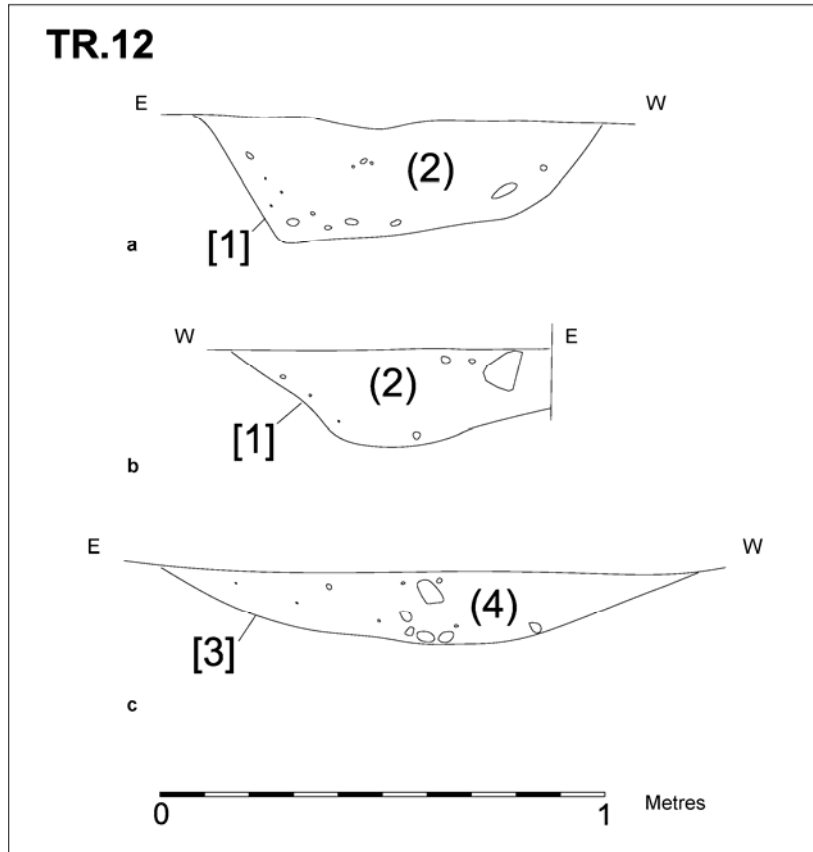 TR.12
E W
(2)
[1]
a
W E
(2)
[1]
b
E W
(4)
[3]
c
0 1 Metres